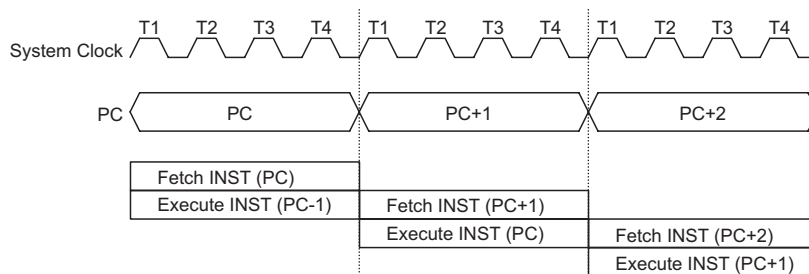 T1 T2 T3 T4 T1 T2 T3 T4 T1 T2 T3 T4
System Clock
PC PC PC+1 PC+2
Fetch INST (PC)
Execute INST (PC-1) Fetch INST (PC+1)
Execute INST (PC) Fetch INST (PC+2)
Execute INST (PC+1)